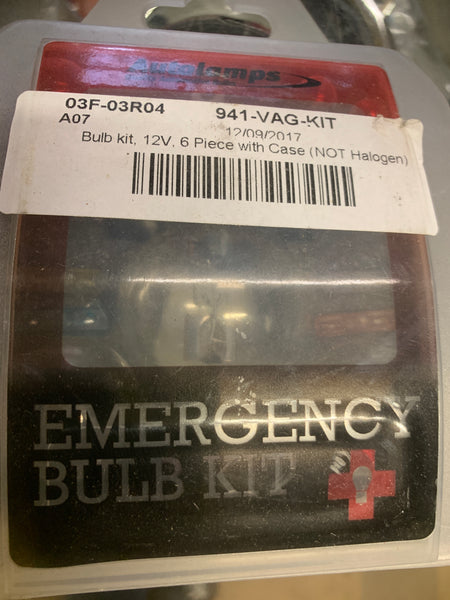 Autolamps
03F-03R04 941-VAG-KIT
A07 12/09/2017
Bulb kit, 12V, 6 Piece with Case (NOT Halogen)
EMERGENCY
BULB KIT